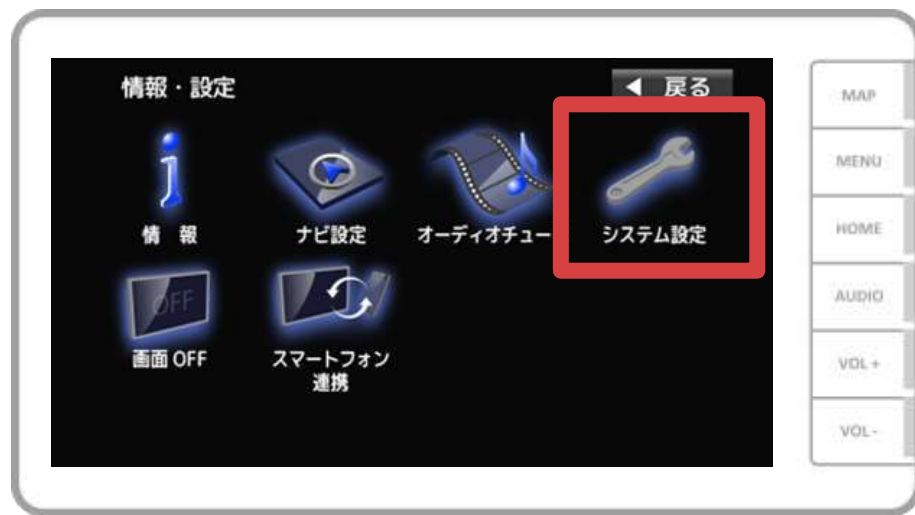 情報・設定
◀ 戻る
情 報
ナビ設定
オーディオチュー
システム設定
OFF
画面 OFF
スマートフォン
連携
MAP
MENU
HOME
AUDIO
VOL +
VOL -